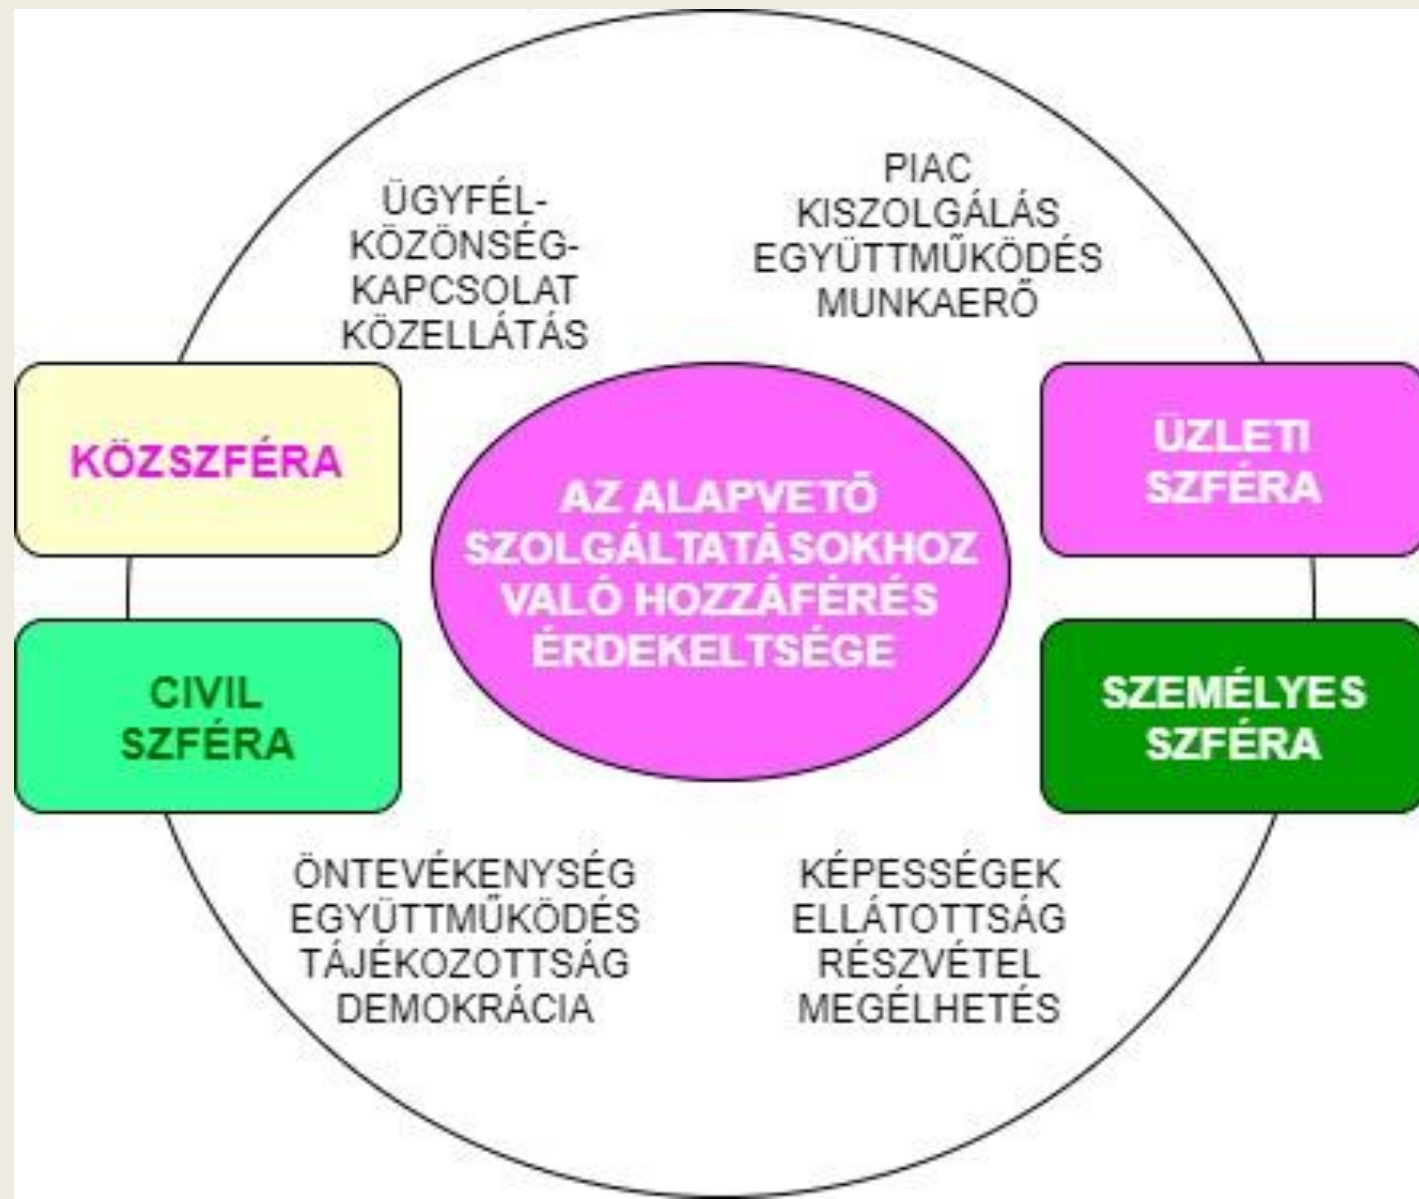 ÜGYFÉL-
KÖZÖNSÉG-
KAPCSOLAT
KÖZELLÁTÁS
PIAC
KISZOLGÁLÁS
EGYÜTTMŰKÖDÉS
MUNKAERŐ
KÖZSZFÉRA
ÜZLETI
SZFÉRA
AZ ALAPVETŐ
SZOLGÁLTATÁSOKHOZ
VALÓ HOZZÁFÉRÉS
ÉRDEKELTSÉGE
CIVIL
SZFÉRA
SZEMÉLYES
SZFÉRA
ÖNTEVÉKENYSÉG
EGYÜTTMŰKÖDÉS
TÁJÉKOZOTTSÁG
DEMOKRÁCIA
KÉPESSÉGEK
ELLÁTOTTSÁG
RÉSZVÉTEL
MEGÉLHETÉS